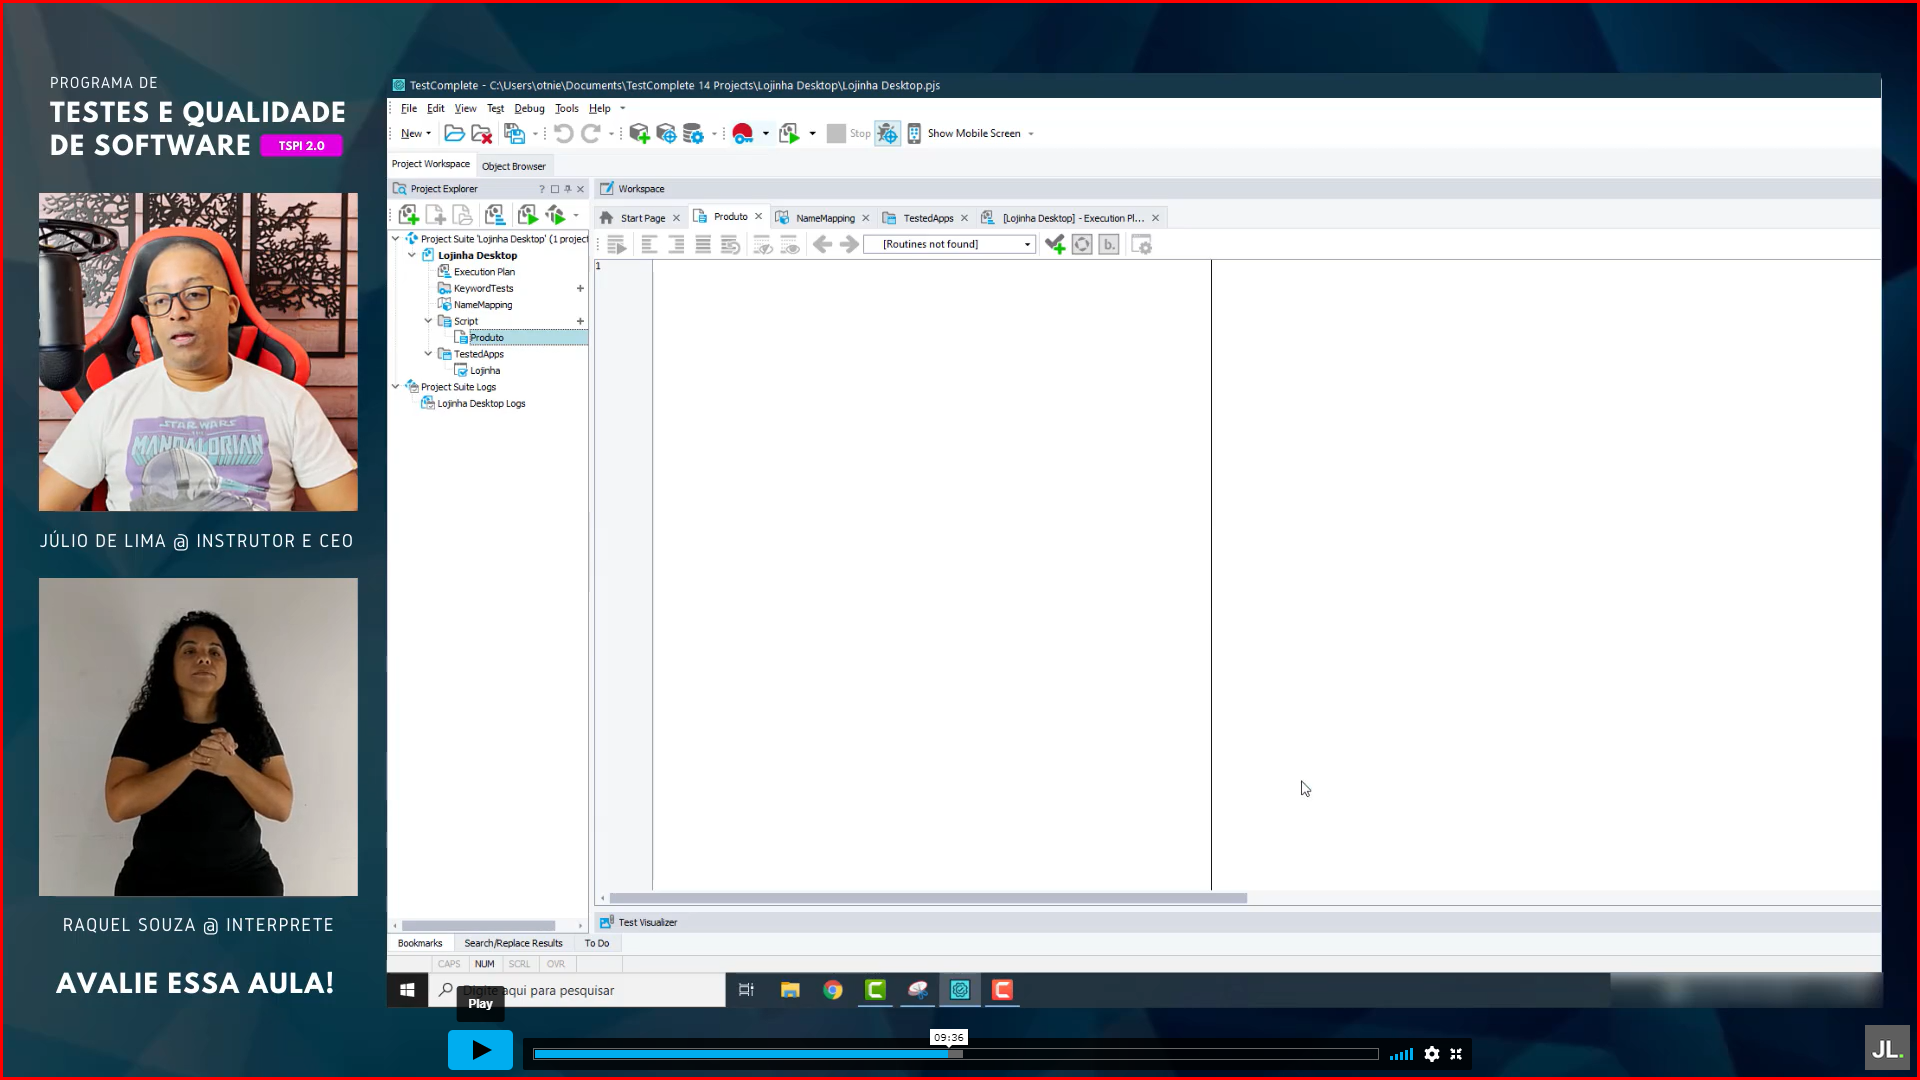 PROGRAMA DE
TESTES E QUALIDADE
DE SOFTWARE TSPI 2.0
STAR WARS
MANDALORIAN
JÚLIO DE LIMA @ INSTRUTOR E CEO
RAQUEL SOUZA @ INTERPRETE
AVALIE ESSA AULA!
TestComplete - C:\Users\otnie\Documents\TestComplete 14 Projects\Lojinha Desktop\Lojinha Desktop.pjs
File Edit View Test Debug Tools Help
New Stop Show Mobile Screen
Project Workspace Object Browser
Project Explorer ?
Workspace
Start Page Produto NameMapping TestedApps [Lojinha Desktop] - Execution Pl...
[Routines not found] b.
1
Project Suite 'Lojinha Desktop' (1 project
Lojinha Desktop
Execution Plan
KeywordTests
NameMapping
Script
Produto
TestedApps
Lojinha
Project Suite Logs
Lojinha Desktop Logs
Test Visualizer
Bookmarks Search/Replace Results To Do
CAPS NUM SCRL OVR
aqui para pesquisar
Play
09:36
JL.